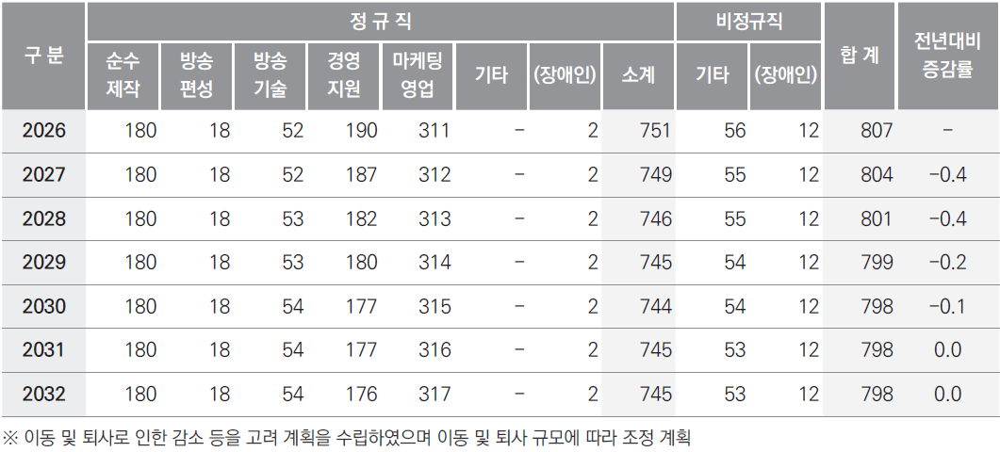 구 분 정 규 직 비정규직 합 계 전년대비 증감률
순수 제작 방송 편성 방송 기술 경영 지원 마케팅 영업 기타 (장애인) 소계 기타 (장애인)
2026 180 18 52 190 311 – 2 751 56 12 807 –
2027 180 18 52 187 312 – 2 749 55 12 804 –0.4
2028 180 18 53 182 313 – 2 746 55 12 801 –0.4
2029 180 18 53 180 314 – 2 745 54 12 799 –0.2
2030 180 18 54 177 315 – 2 744 54 12 798 –0.1
2031 180 18 54 177 316 – 2 745 53 12 798 0.0
2032 180 18 54 176 317 – 2 745 53 12 798 0.0
※ 이동 및 퇴사로 인한 감소 등을 고려 계획을 수립하였으며 이동 및 퇴사 규모에 따라 조정 계획